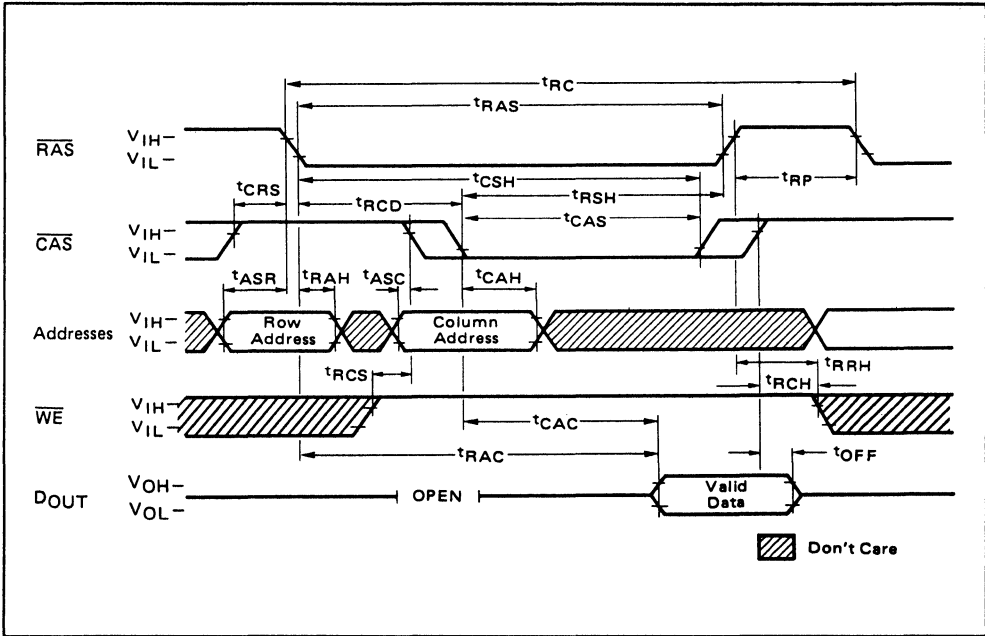 tRC
tRAS
RAS
VIH
VIL
tCSH
tCRS
tRCD
tRSH
tRP
tCAS
CAS
VIH
VIL
tASR
tRAH
tASC
tCAH
Addresses
VIH
VIL
Row
Address
Column
Address
tRCS
tRRH
tRCH
WE
VIH
VIL
tCAC
tRAC
tOFF
DOUT
VOH
VOL
OPEN
Valid
Data
Don't Care